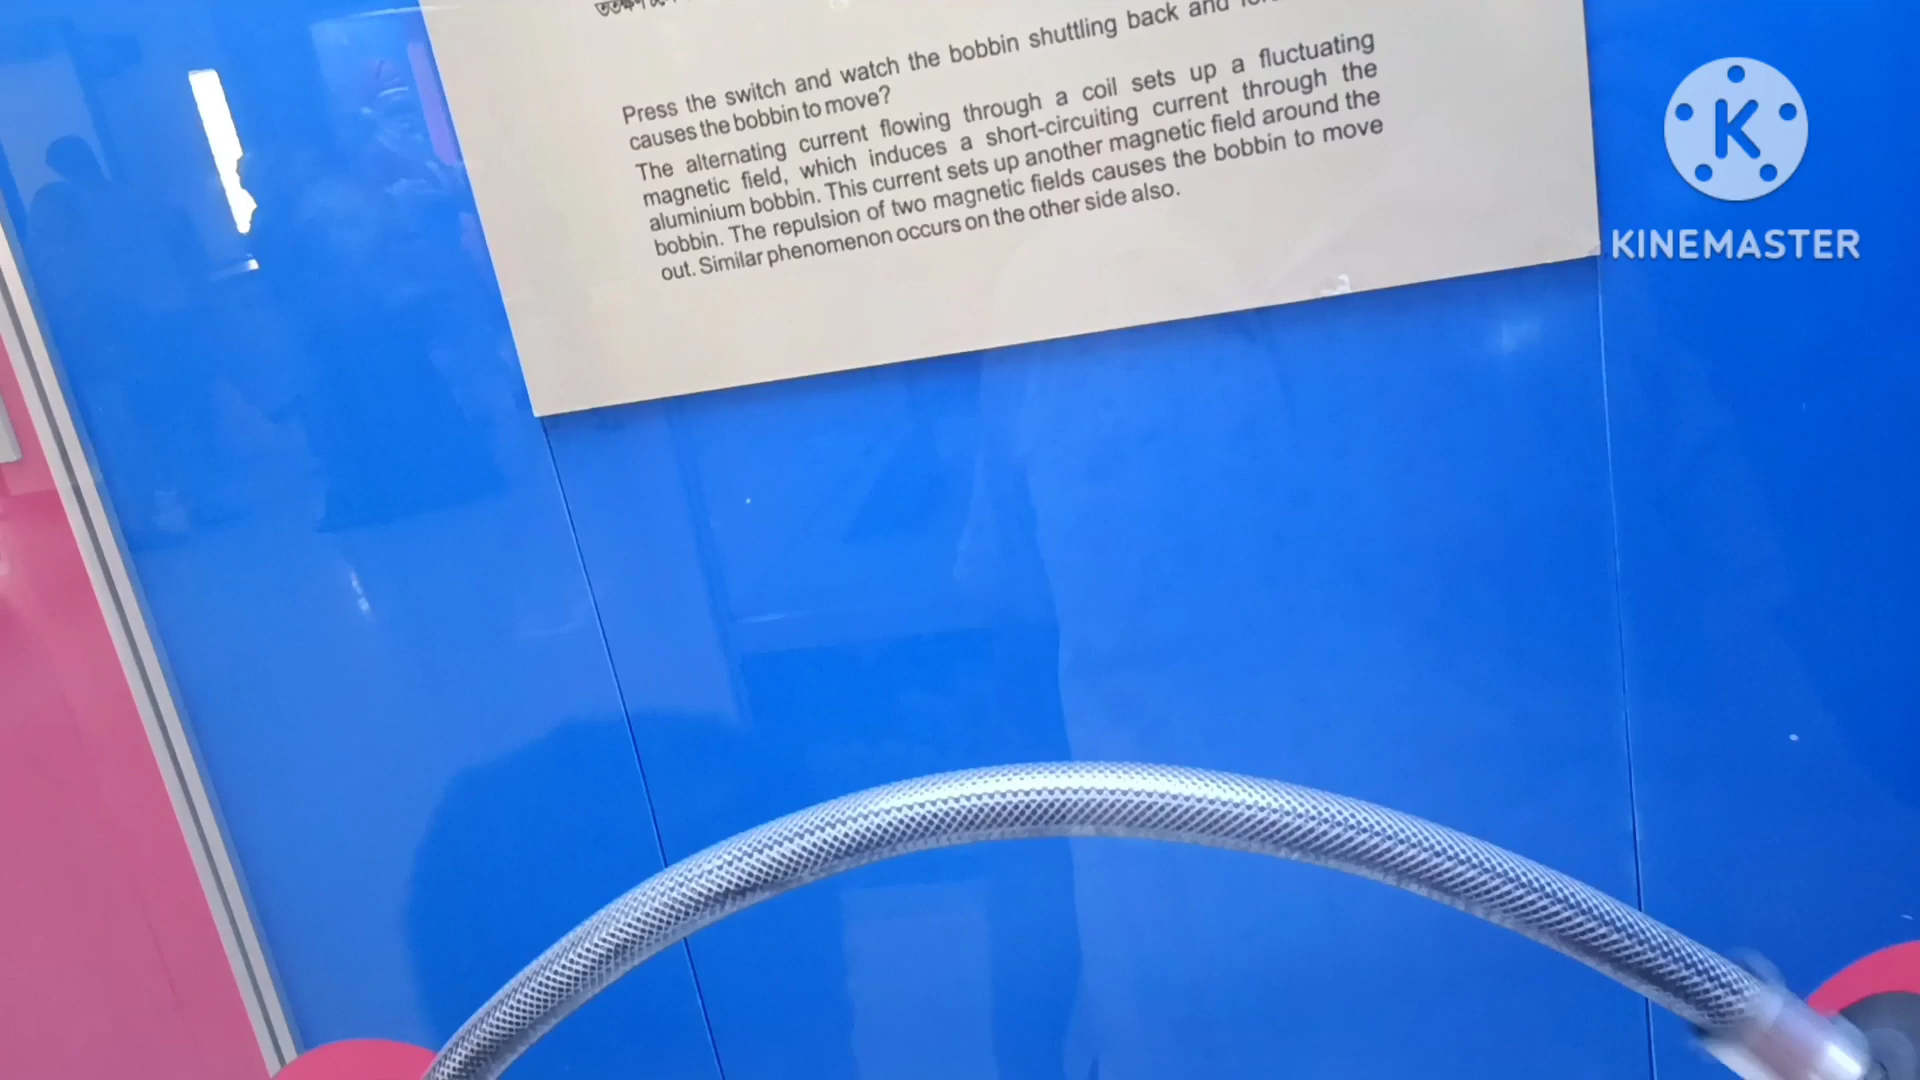 Press the switch and watch the bobbin shuttling back and
causes the bobbin to move?
The alternating current flowing through a coil sets up a fluctuating
magnetic field, which induces a short-circuiting current through the
aluminium bobbin. This current sets up another magnetic field around the
bobbin. The repulsion of two magnetic fields causes the bobbin to move
out. Similar phenomenon occurs on the other side also.
K
KINEMASTER